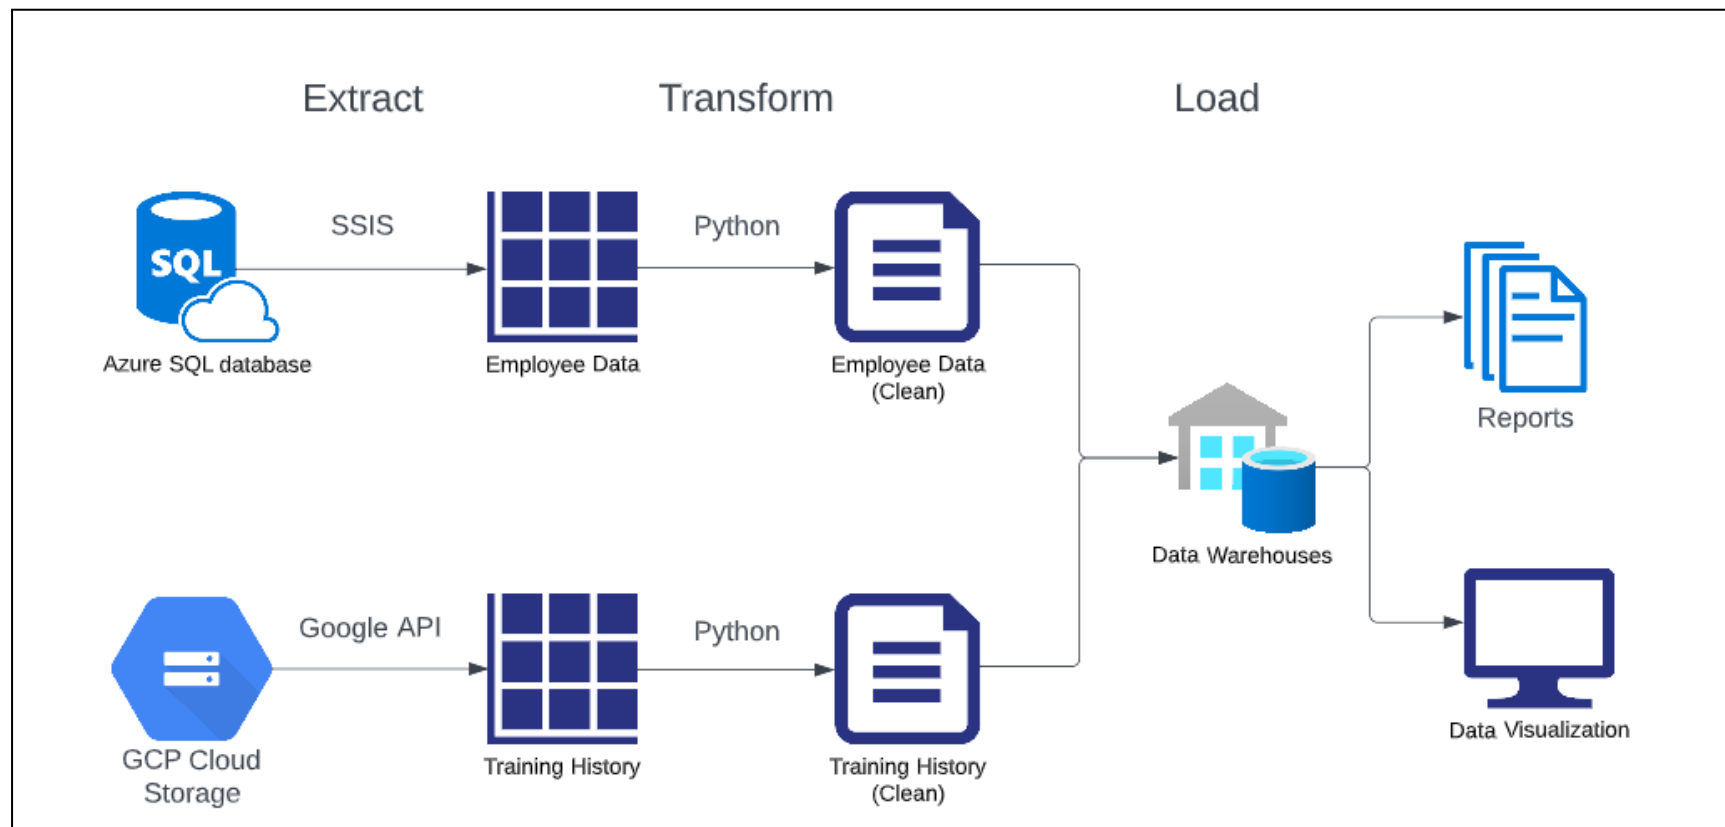 Extract
Transform
Load
SSIS
Python
SQL
Azure SQL database
Employee Data
Employee Data
(Clean)
Reports
Data Warehouses
Google API
Python
GCP Cloud
Storage
Training History
Training History
(Clean)
Data Visualization